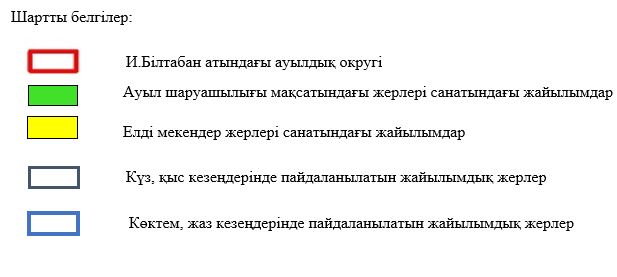 Шартты белгілер:
И.Білтабан атындағы ауылдық округі
Ауыл шаруашылығы мақсатындағы жерлері санатындағы жайылымдар
Елді мекендер жерлері санатындағы жайылымдар
Күз, қыс кезеңдерінде пайдаланылатын жайылымдық жерлер
Көктем, жаз кезеңдерінде пайдаланылатын жайылымдық жерлер